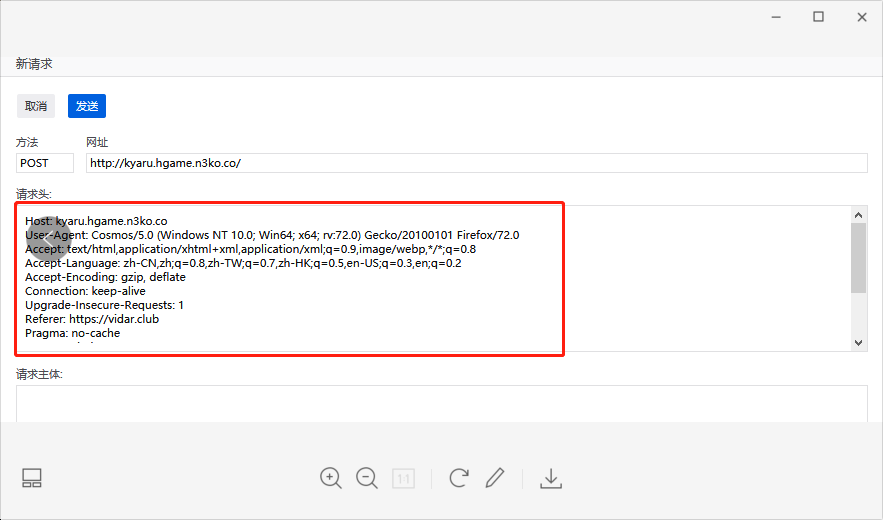 新请求
取消 发送
方法 网址
POST http://kyaru.hgame.n3ko.co/
请求头:
Host: kyaru.hgame.n3ko.co
User-Agent: Cosmos/5.0 (Windows NT 10.0; Win64; x64; rv:72.0) Gecko/20100101 Firefox/72.0
Accept: text/html,application/xhtml+xml,application/xml;q=0.9,image/webp,*/*;q=0.8
Accept-Language: zh-CN,zh;q=0.8,zh-TW;q=0.7,zh-HK;q=0.5,en-US;q=0.3,en;q=0.2
Accept-Encoding: gzip, deflate
Connection: keep-alive
Upgrade-Insecure-Requests: 1
Referer: https://vidar.club
Pragma: no-cache
请求主体:
1:1